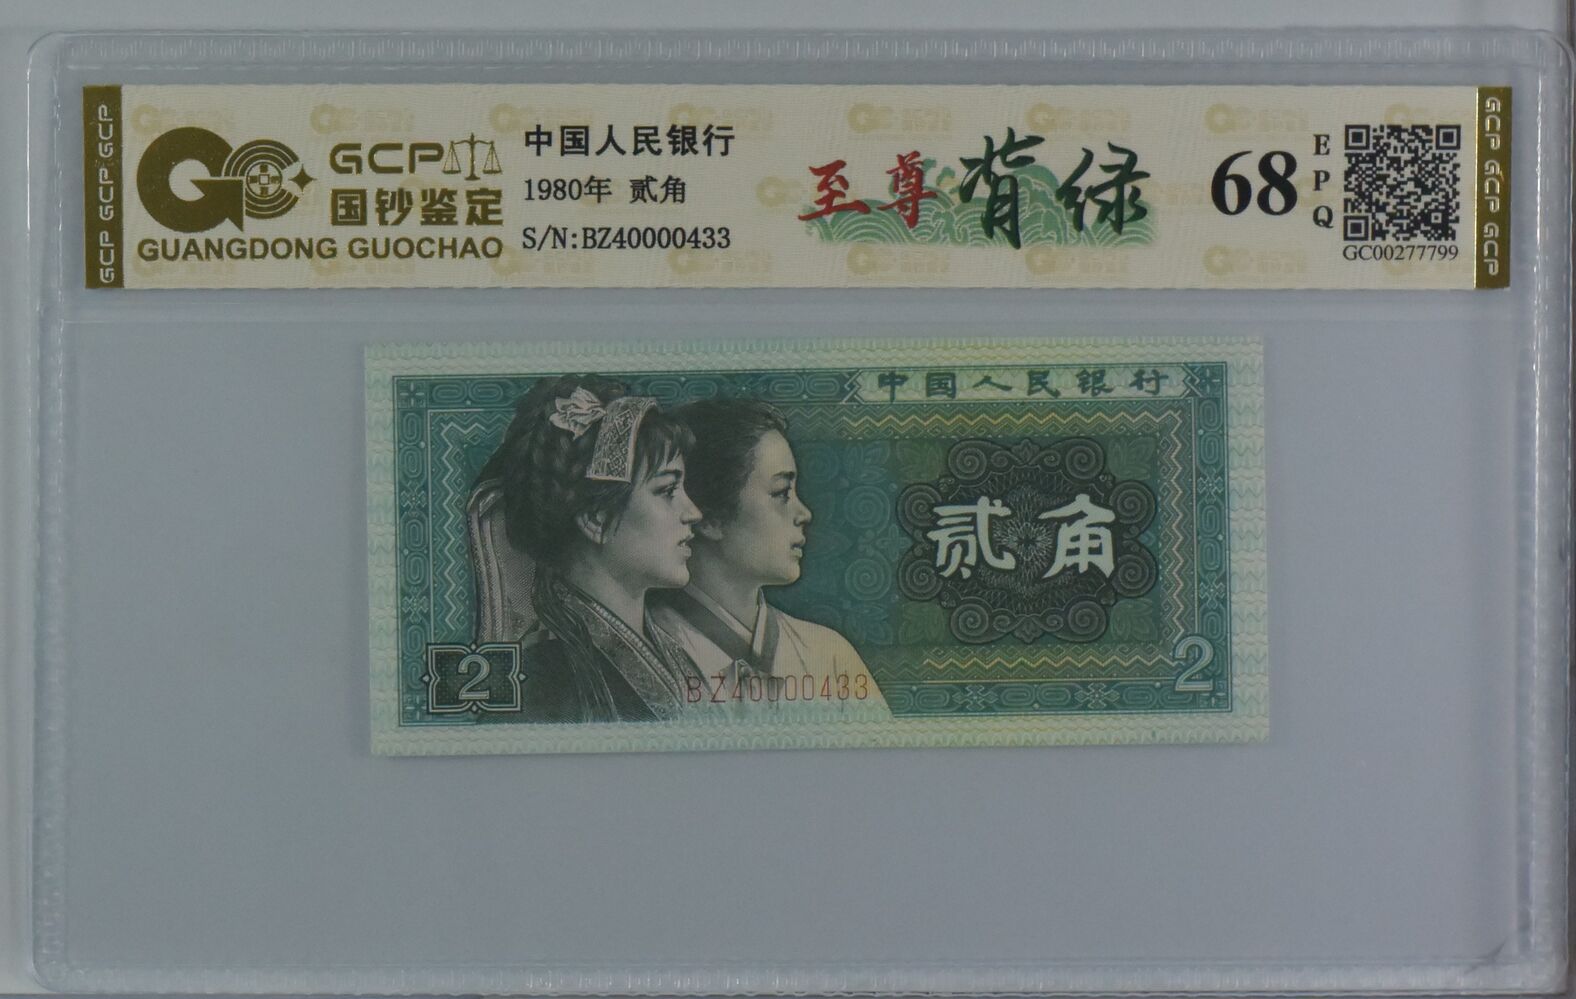 GCP
国钞鉴定
GUANGDONG GUOCHAO
中国人民银行
1980年 贰角
S/N:BZ40000433
至尊背绿
68
EPQ
GC00277799
GCP GCP GCP
GCP GCP GCP
中国人民银行
贰角
2
2
BZ40000433